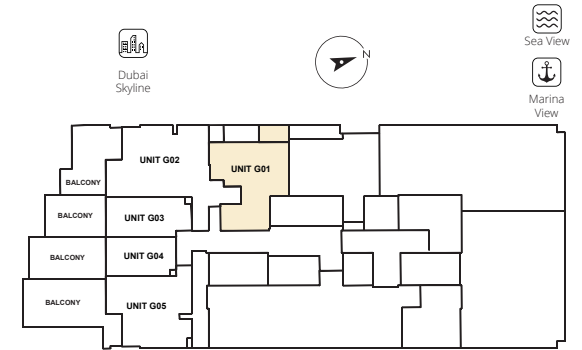 Sea View
N
Dubai
Skyline
Marina
View
UNIT G02
UNIT G01
BALCONY
BALCONY
UNIT G03
BALCONY
UNIT G04
BALCONY
UNIT G05